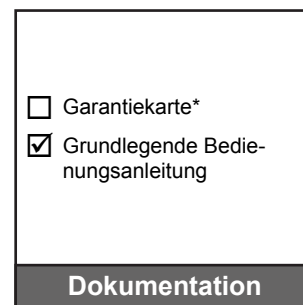 Garantiekarte*
Grundlegende Bedie-
nungsanleitung
Dokumentation